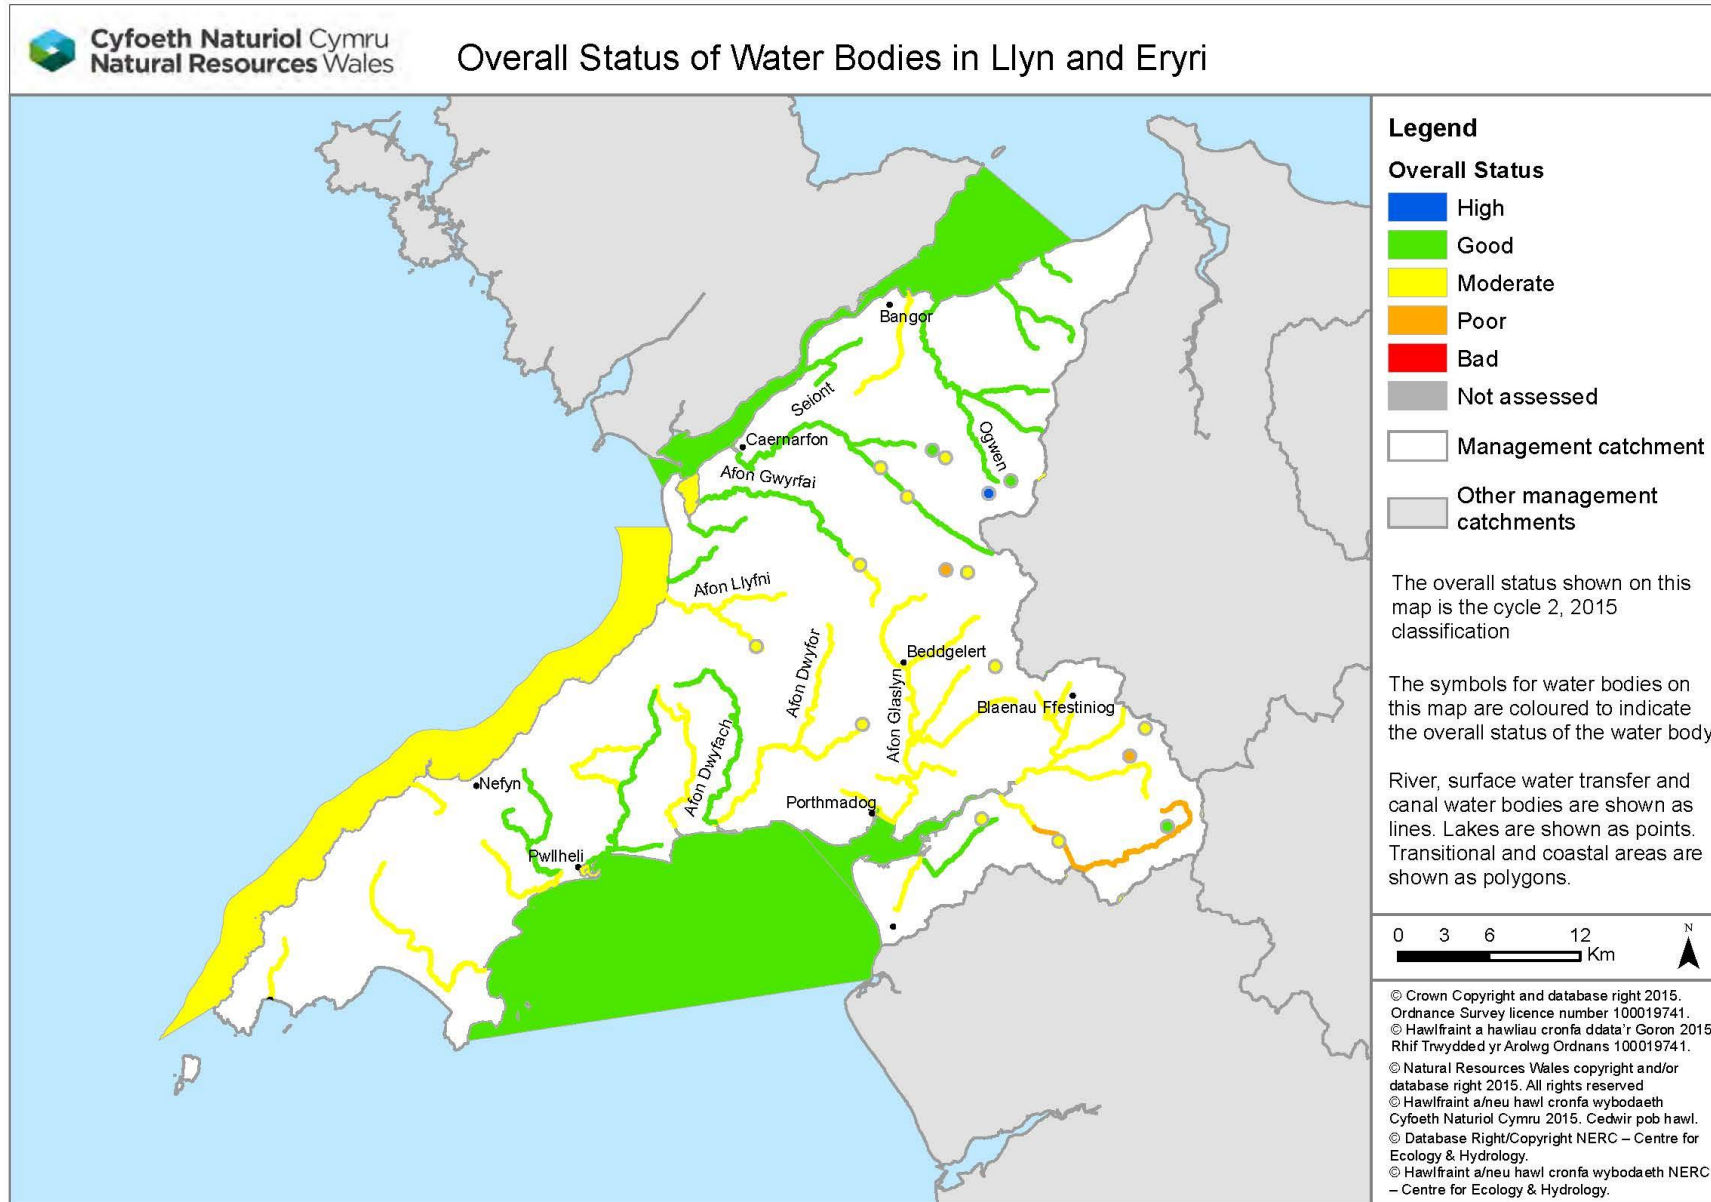 Cyfoeth Naturiol Cymru
Natural Resources Wales
Overall Status of Water Bodies in Llyn and Eryri
Bangor
Seiont
Caernarfon
Ogwen
Afon Gwyrfai
Afon Llyfni
Afon Dwyfor
Beddgelert
Afon Glaslyn
Blaenau Ffestiniog
Afon Dwyfach
Nefyn
Porthmadog
Pwllheli
Legend
Overall Status
High
Good
Moderate
Poor
Bad
Not assessed
Management catchment
Other management
catchments
The overall status shown on this
map is the cycle 2, 2015
classification
The symbols for water bodies on
this map are coloured to indicate
the overall status of the water body
River, surface water transfer and
canal water bodies are shown as
lines. Lakes are shown as points.
Transitional and coastal areas are
shown as polygons.
0 3 6 12
Km
N
© Crown Copyright and database right 2015.
Ordnance Survey licence number 100019741.
© Hawlfraint a hawliau cronfa ddata'r Goron 2015
Rhif Trwydded yr Arolwg Ordnans 100019741.
© Natural Resources Wales copyright and/or
database right 2015. All rights reserved
© Hawlfraint a/neu hawl cronfa wybodaeth
Cyfoeth Naturiol Cymru 2015. Cedwir pob hawl.
© Database Right/Copyright NERC – Centre for
Ecology & Hydrology.
© Hawlfraint a/neu hawl cronfa wybodaeth NERC
– Centre for Ecology & Hydrology.